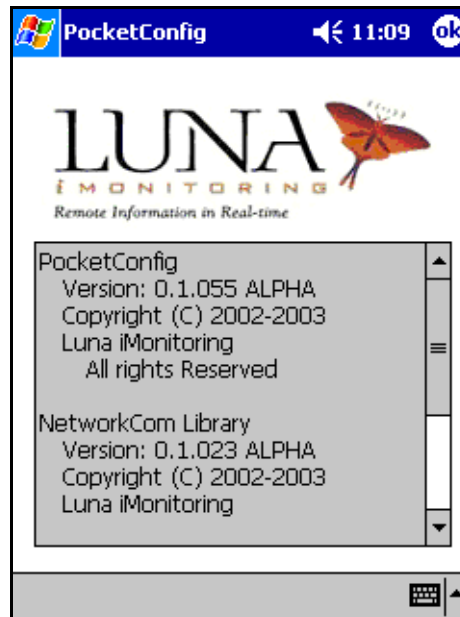 PocketConfig 11:09 ok
LUNA
iMONITORING
Remote Information in Real-time
PocketConfig
Version: 0.1.055 ALPHA
Copyright (C) 2002-2003
Luna iMonitoring
All rights Reserved
NetworkCom Library
Version: 0.1.023 ALPHA
Copyright (C) 2002-2003
Luna iMonitoring